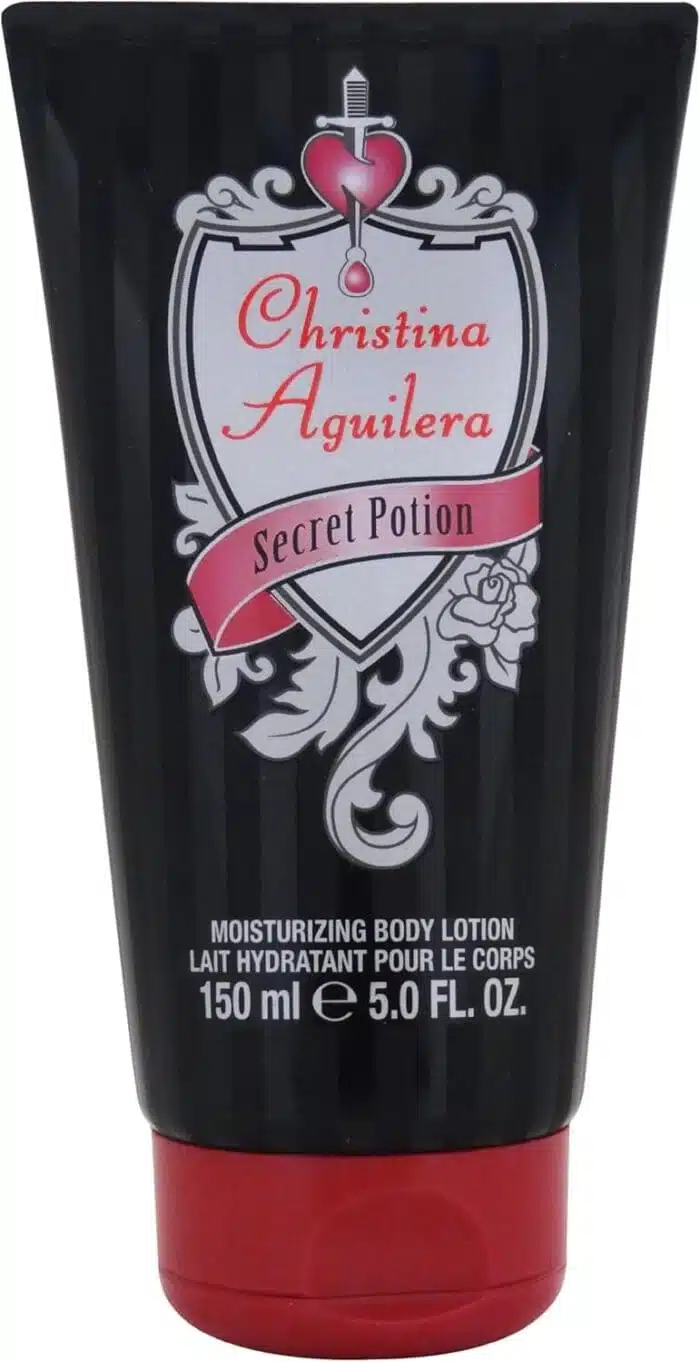 Christina
Aguilera
Secret Potion
MOISTURIZING BODY LOTION
LAIT HYDRATANT POUR LE CORPS
150 ml ℮ 5.0 FL. OZ.